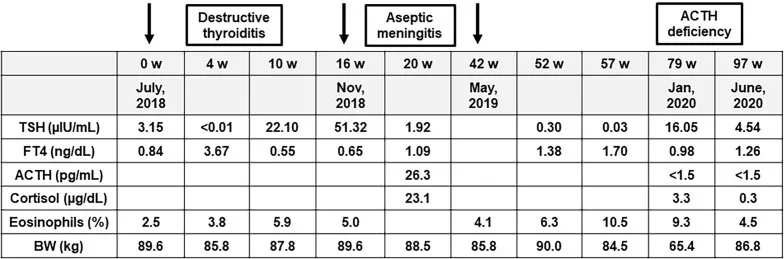 Destructive thyroiditis Aseptic meningitis ACTH deficiency
0 w 4 w 10 w 16 w 20 w 42 w 52 w 57 w 79 w 97 w
July, 2018 Nov, 2018 May, 2019 Jan, 2020 June, 2020
TSH (μIU/mL) 3.15 <0.01 22.10 51.32 1.92 0.30 0.03 16.05 4.54
FT4 (ng/dL) 0.84 3.67 0.55 0.65 1.09 1.38 1.70 0.98 1.26
ACTH (pg/mL) 26.3 <1.5 <1.5
Cortisol (μg/dL) 23.1 3.3 0.3
Eosinophils (%) 2.5 3.8 5.9 5.0 4.1 6.3 10.5 9.3 4.5
BW (kg) 89.6 85.8 87.8 89.6 88.5 85.8 90.0 84.5 65.4 86.8